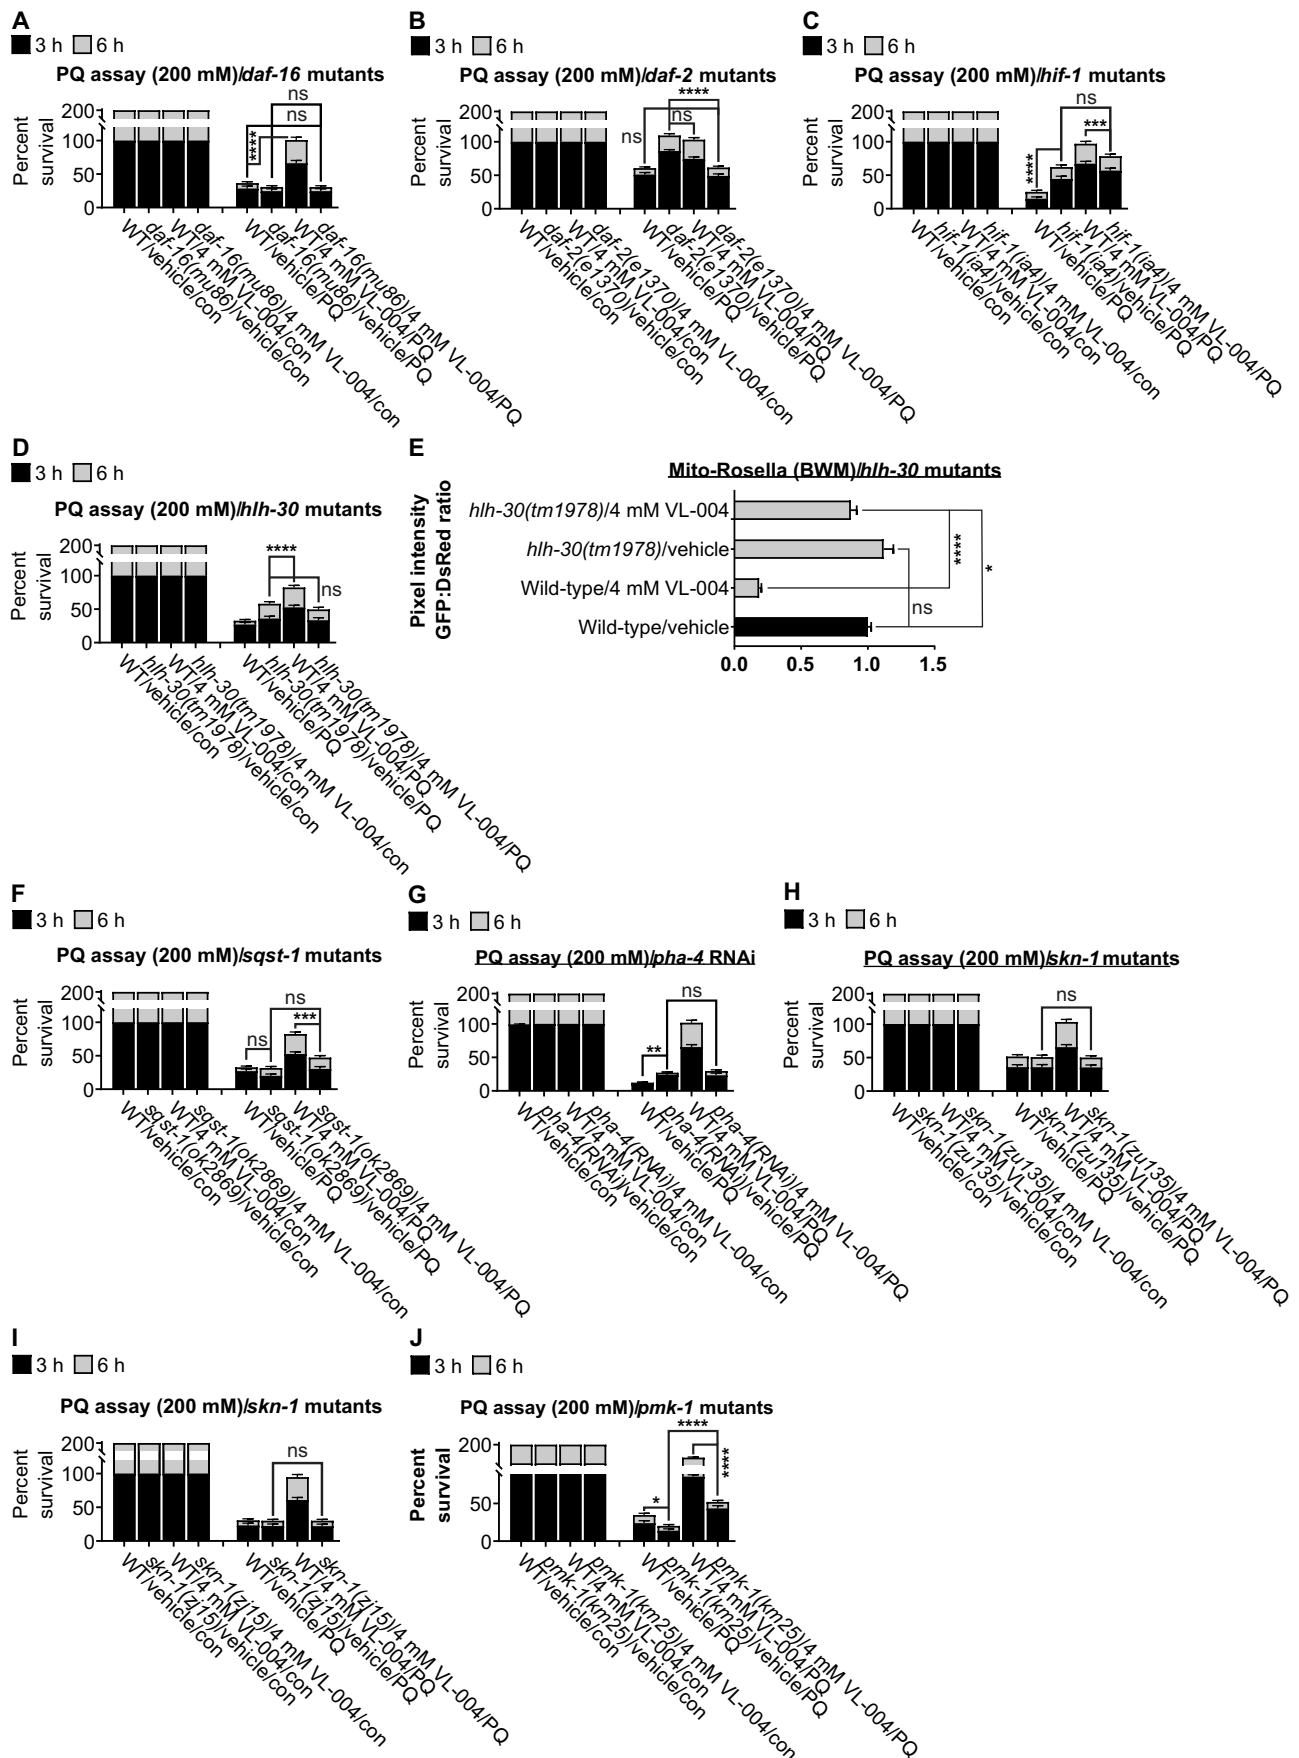 A
3 h 6 h
PQ assay (200 mM)/daf-16 mutants
Percent survival
200
100
50
0
****
ns
ns
WT/vehicle/con
daf-16(mu86)/vehicle/con
WT/4 mM VL-004/con
daf-16(mu86)/4 mM VL-004/con
WT/vehicle/PQ
daf-16(mu86)/vehicle/PQ
WT/4 mM VL-004/PQ
daf-16(mu86)/4 mM VL-004/PQ
B
3 h 6 h
PQ assay (200 mM)/daf-2 mutants
Percent survival
200
100
50
0
ns
****
ns
WT/vehicle/con
daf-2(e1370)/vehicle/con
WT/4 mM VL-004/con
daf-2(e1370)/4 mM VL-004/con
WT/vehicle/PQ
daf-2(e1370)/vehicle/PQ
WT/4 mM VL-004/PQ
daf-2(e1370)/4 mM VL-004/PQ
C
3 h 6 h
PQ assay (200 mM)/hif-1 mutants
Percent survival
200
100
50
0
****
ns
***
WT/vehicle/con
hif-1(ia4)/vehicle/con
WT/4 mM VL-004/con
hif-1(ia4)/4 mM VL-004/con
WT/vehicle/PQ
hif-1(ia4)/vehicle/PQ
WT/4 mM VL-004/PQ
hif-1(ia4)/4 mM VL-004/PQ
D
3 h 6 h
PQ assay (200 mM)/hlh-30 mutants
Percent survival
200
100
50
0
****
ns
WT/vehicle/con
hlh-30(tm1978)/vehicle/con
WT/4 mM VL-004/con
hlh-30(tm1978)/4 mM VL-004/con
WT/vehicle/PQ
hlh-30(tm1978)/vehicle/PQ
WT/4 mM VL-004/PQ
hlh-30(tm1978)/4 mM VL-004/PQ
E
Mito-Rosella (BWM)/hlh-30 mutants
Pixel intensity
GFP:DsRed ratio
hlh-30(tm1978)/4 mM VL-004
hlh-30(tm1978)/vehicle
Wild-type/4 mM VL-004
Wild-type/vehicle
ns
****
*
0.0 0.5 1.0 1.5
F
3 h 6 h
PQ assay (200 mM)/sqst-1 mutants
Percent survival
200
100
50
0
ns
ns
***
WT/vehicle/con
sqst-1(ok2869)/vehicle/con
WT/4 mM VL-004/con
sqst-1(ok2869)/4 mM VL-004/con
WT/vehicle/PQ
sqst-1(ok2869)/vehicle/PQ
WT/4 mM VL-004/PQ
sqst-1(ok2869)/4 mM VL-004/PQ
G
3 h 6 h
PQ assay (200 mM)/pha-4 RNAi
Percent survival
200
100
50
0
**
ns
WT/vehicle/con
pha-4(RNAi)/vehicle/con
WT/4 mM VL-004/con
pha-4(RNAi)/4 mM VL-004/con
WT/vehicle/PQ
pha-4(RNAi)/vehicle/PQ
WT/4 mM VL-004/PQ
pha-4(RNAi)/4 mM VL-004/PQ
H
3 h 6 h
PQ assay (200 mM)/skn-1 mutants
Percent survival
200
100
50
0
ns
WT/vehicle/con
skn-1(zu135)/vehicle/con
WT/4 mM VL-004/con
skn-1(zu135)/4 mM VL-004/con
WT/vehicle/PQ
skn-1(zu135)/vehicle/PQ
WT/4 mM VL-004/PQ
skn-1(zu135)/4 mM VL-004/PQ
I
3 h 6 h
PQ assay (200 mM)/skn-1 mutants
Percent survival
200
100
50
0
ns
WT/vehicle/con
skn-1(zj15)/vehicle/con
WT/4 mM VL-004/con
skn-1(zj15)/4 mM VL-004/con
WT/vehicle/PQ
skn-1(zj15)/vehicle/PQ
WT/4 mM VL-004/PQ
skn-1(zj15)/4 mM VL-004/PQ
J
3 h 6 h
PQ assay (200 mM)/pmk-1 mutants
Percent survival
200
50
0
*
****
****
WT/vehicle/con
pmk-1(km25)/vehicle/con
WT/4 mM VL-004/con
pmk-1(km25)/4 mM VL-004/con
WT/vehicle/PQ
pmk-1(km25)/vehicle/PQ
WT/4 mM VL-004/PQ
pmk-1(km25)/4 mM VL-004/PQ